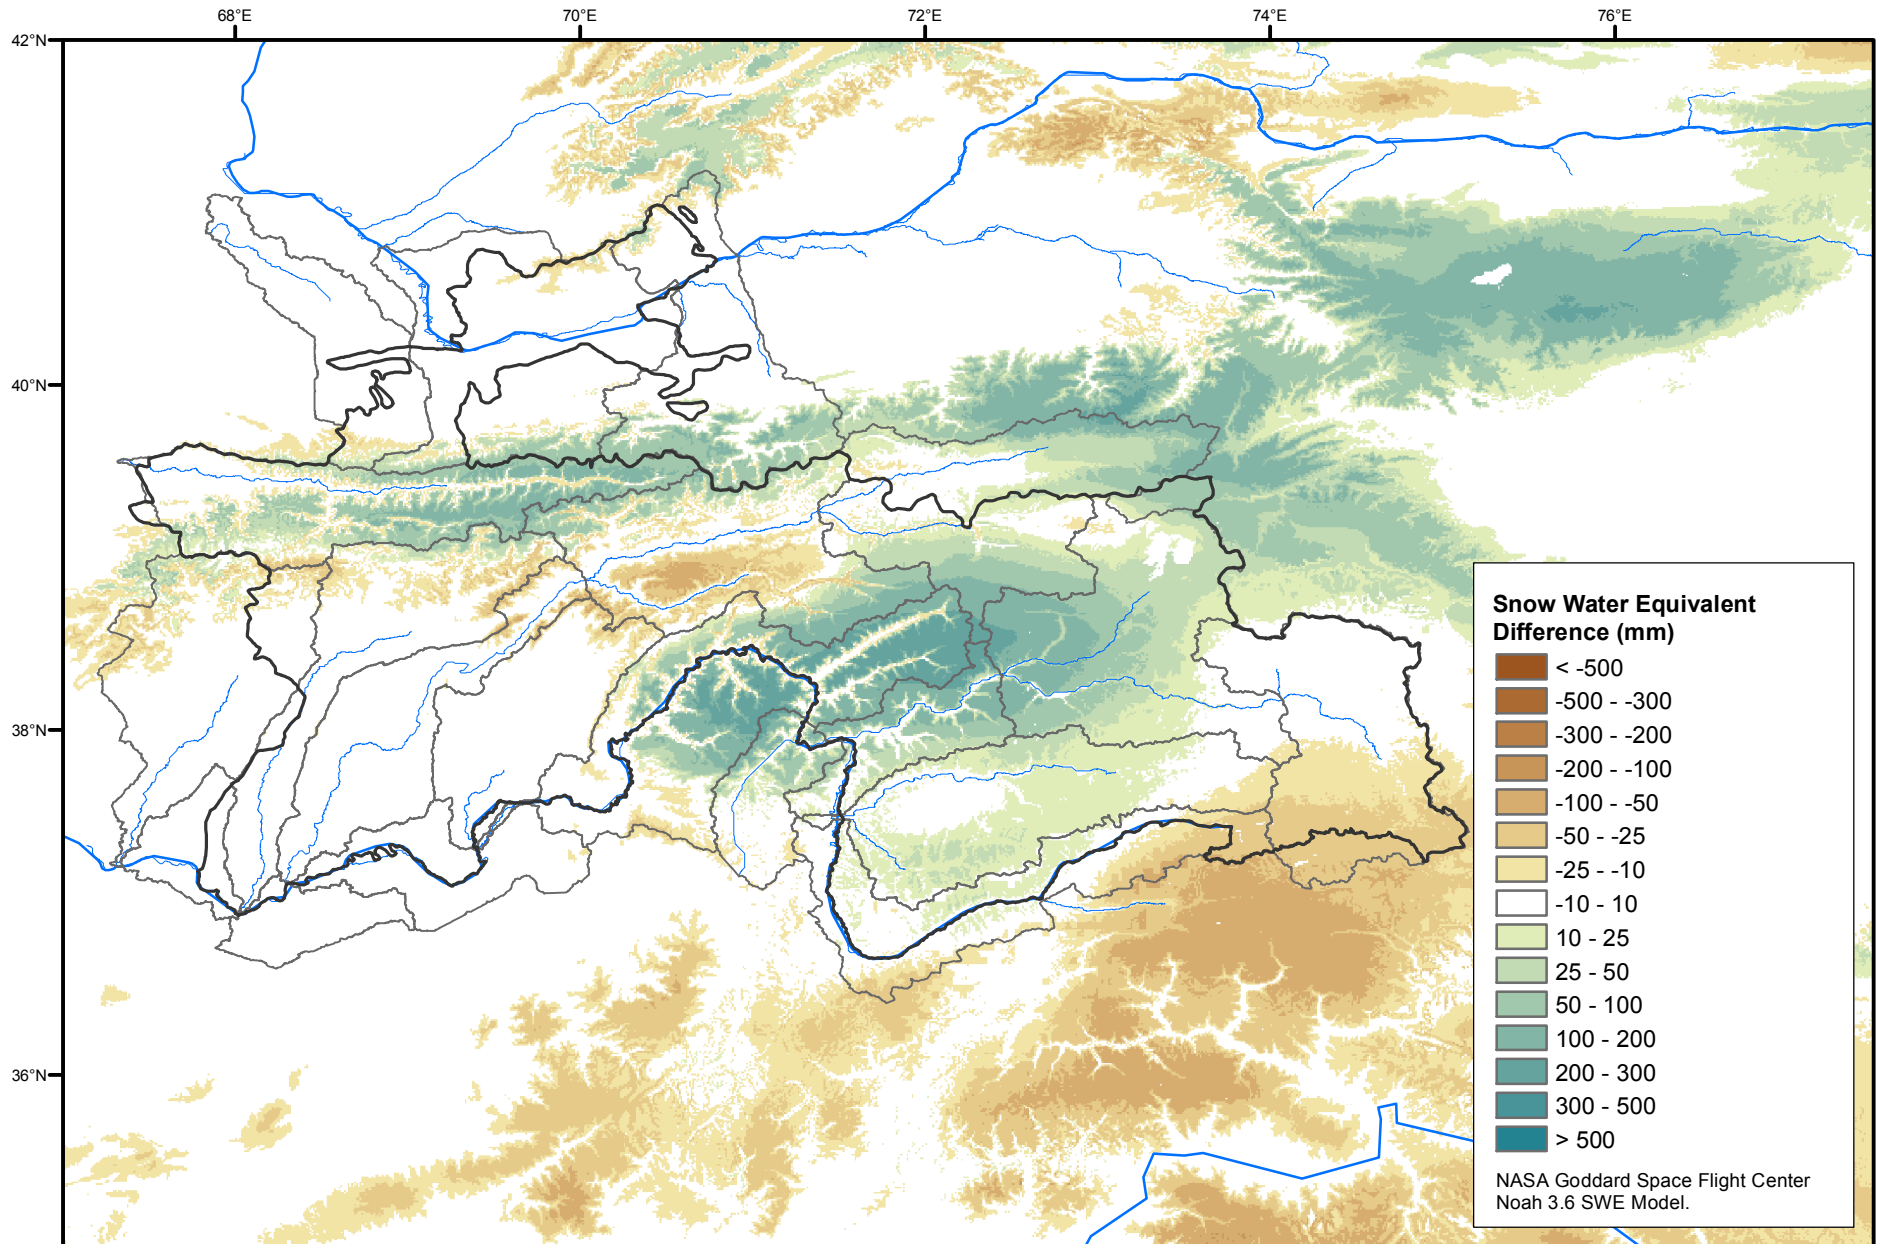 68°E
70°E
72°E
74°E
76°E
42°N
40°N
38°N
36°N
Snow Water Equivalent
Difference (mm)
< -500
-500 - -300
-300 - -200
-200 - -100
-100 - -50
-50 - -25
-25 - -10
-10 - 10
10 - 25
25 - 50
50 - 100
100 - 200
200 - 300
300 - 500
> 500
NASA Goddard Space Flight Center
Noah 3.6 SWE Model.